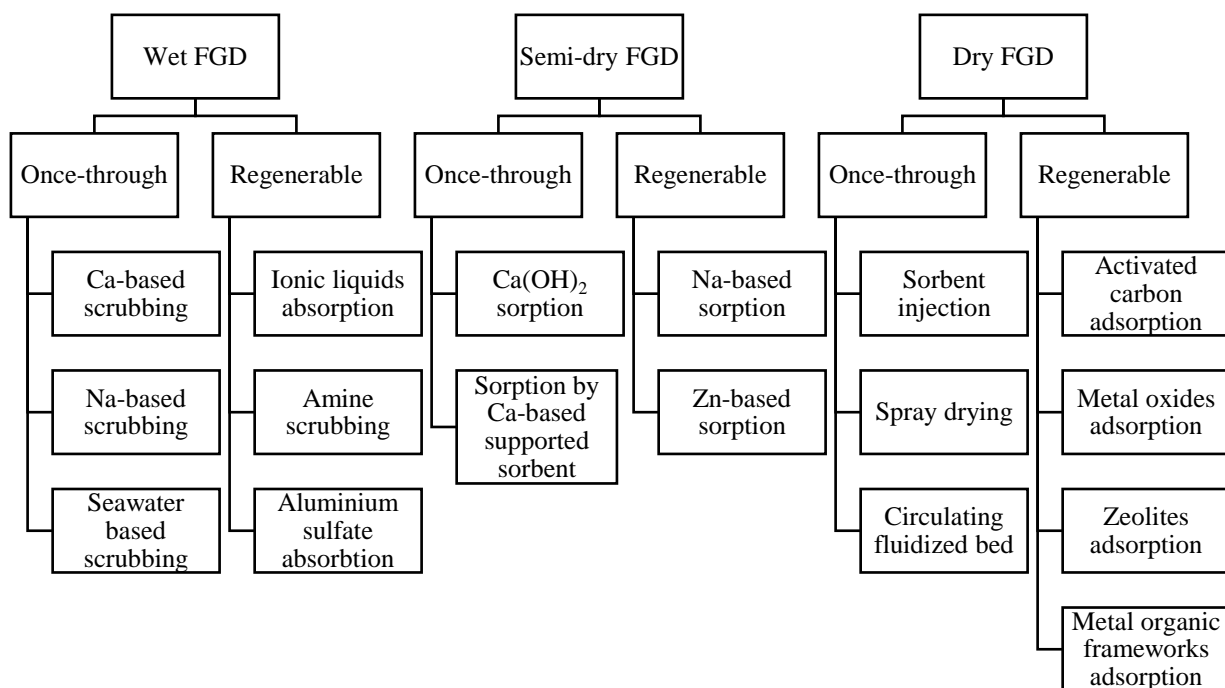 Wet FGD
Once-through
Ca-based
scrubbing
Na-based
scrubbing
Seawater
based
scrubbing
Regenerable
Ionic liquids
absorption
Amine
scrubbing
Aluminium
sulfate
absorbtion
Semi-dry FGD
Once-through
Ca(OH)₂
sorption
Sorption by
Ca-based
supported
sorbent
Regenerable
Na-based
sorption
Zn-based
sorption
Dry FGD
Once-through
Sorbent
injection
Spray drying
Circulating
fluidized bed
Regenerable
Activated
carbon
adsorption
Metal oxides
adsorption
Zeolites
adsorption
Metal organic
frameworks
adsorption